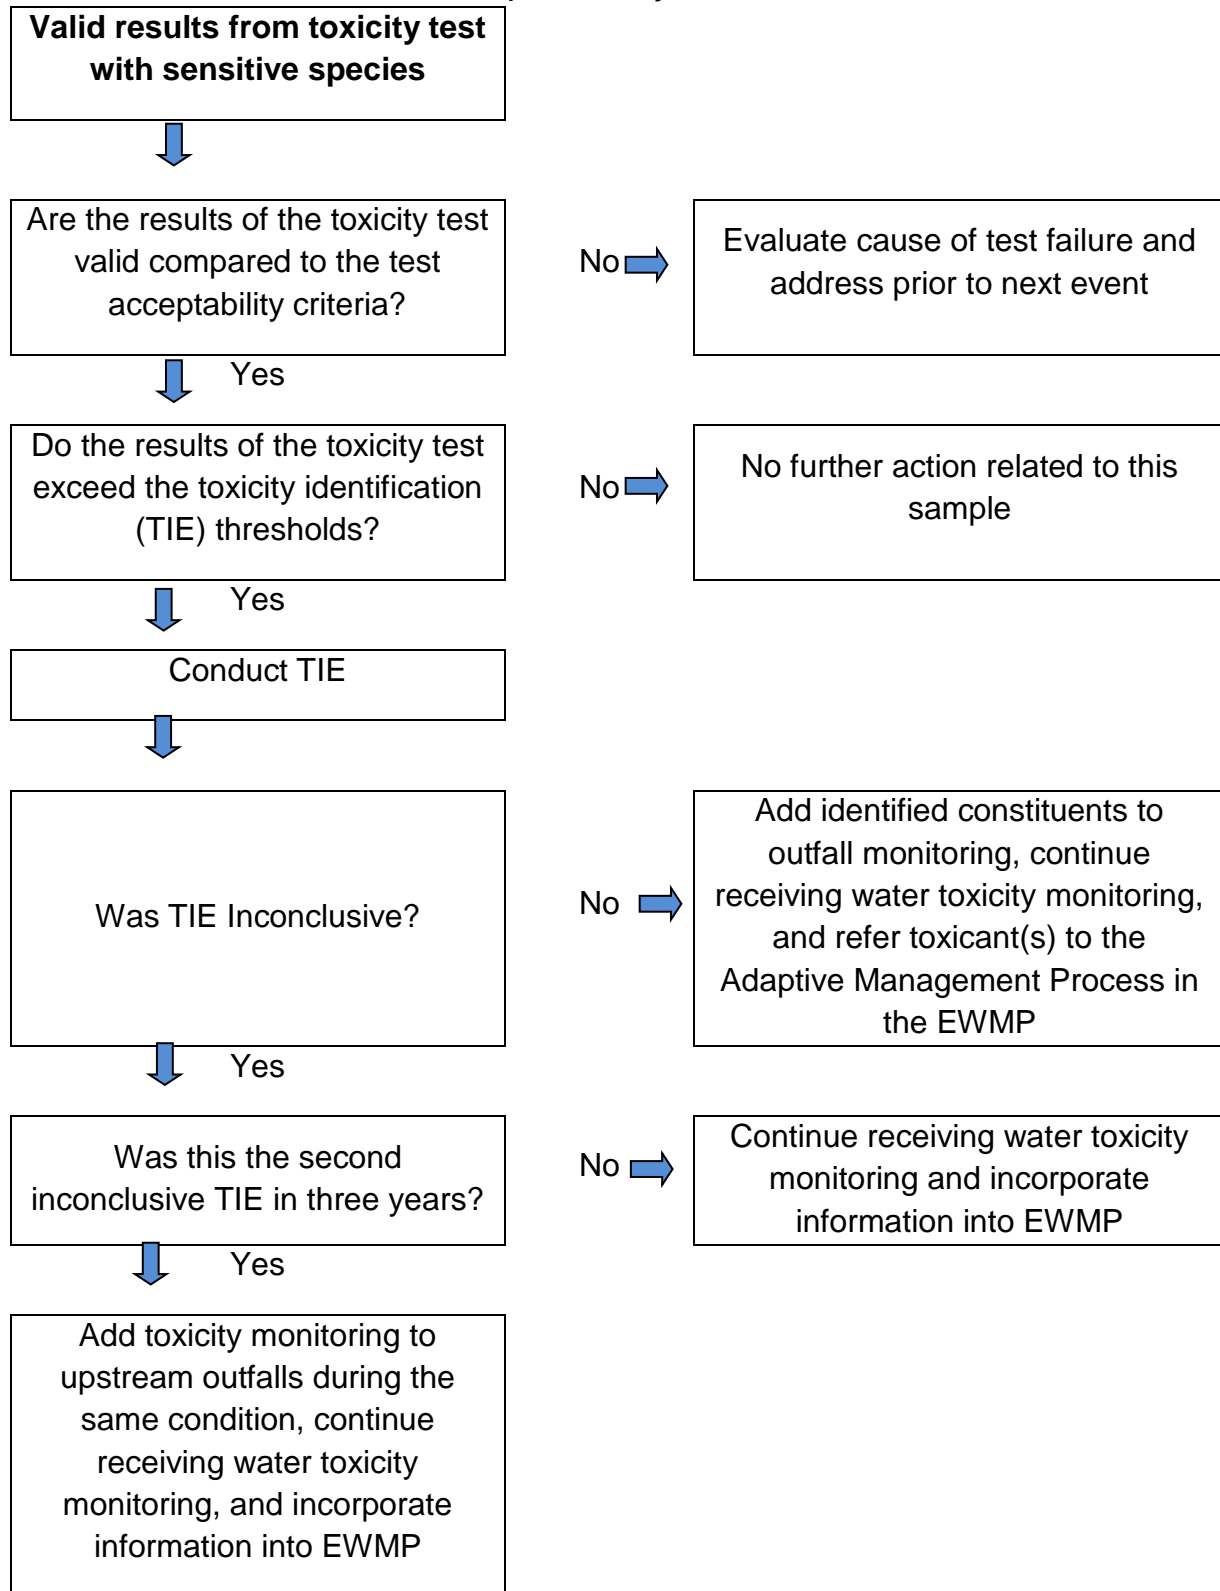 Valid results from toxicity test
with sensitive species
Are the results of the toxicity test
valid compared to the test
acceptability criteria?
No
Evaluate cause of test failure and
address prior to next event
Yes
Do the results of the toxicity test
exceed the toxicity identification
(TIE) thresholds?
No
No further action related to this
sample
Yes
Conduct TIE
Was TIE Inconclusive?
No
Add identified constituents to
outfall monitoring, continue
receiving water toxicity monitoring,
and refer toxicant(s) to the
Adaptive Management Process in
the EWMP
Yes
Was this the second
inconclusive TIE in three years?
No
Continue receiving water toxicity
monitoring and incorporate
information into EWMP
Yes
Add toxicity monitoring to
upstream outfalls during the
same condition, continue
receiving water toxicity
monitoring, and incorporate
information into EWMP